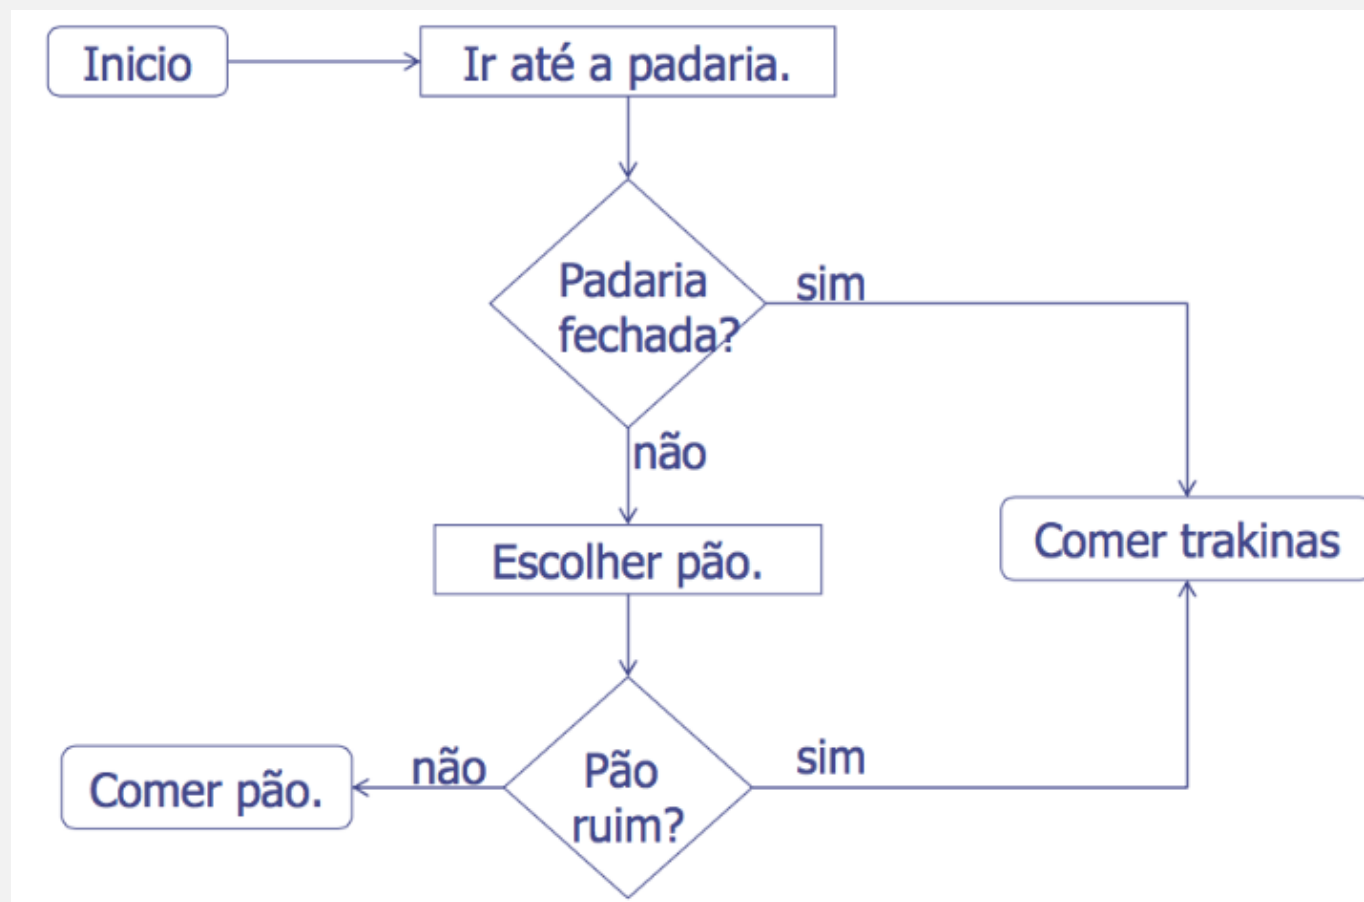 Inicio
Ir até a padaria.
Padaria
fechada?
sim
não
Escolher pão.
Comer trakinas
Pão
ruim?
não
sim
Comer pão.